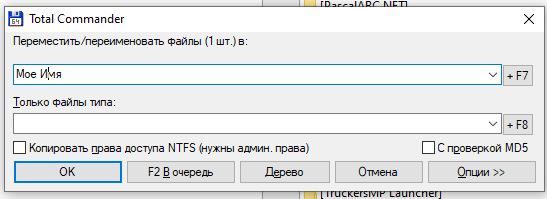 [PascalABC.NET]
64
Total Commander
Переместить/переименовать файлы (1 шт.) в:
Мое Имя
+ F7
Только файлы типа:
+ F8
Копировать права доступа NTFS (нужны админ. права)
С проверкой MD5
OK
F2 В очередь
Дерево
Отмена
Опции >>
[TruckersMP Launcher]